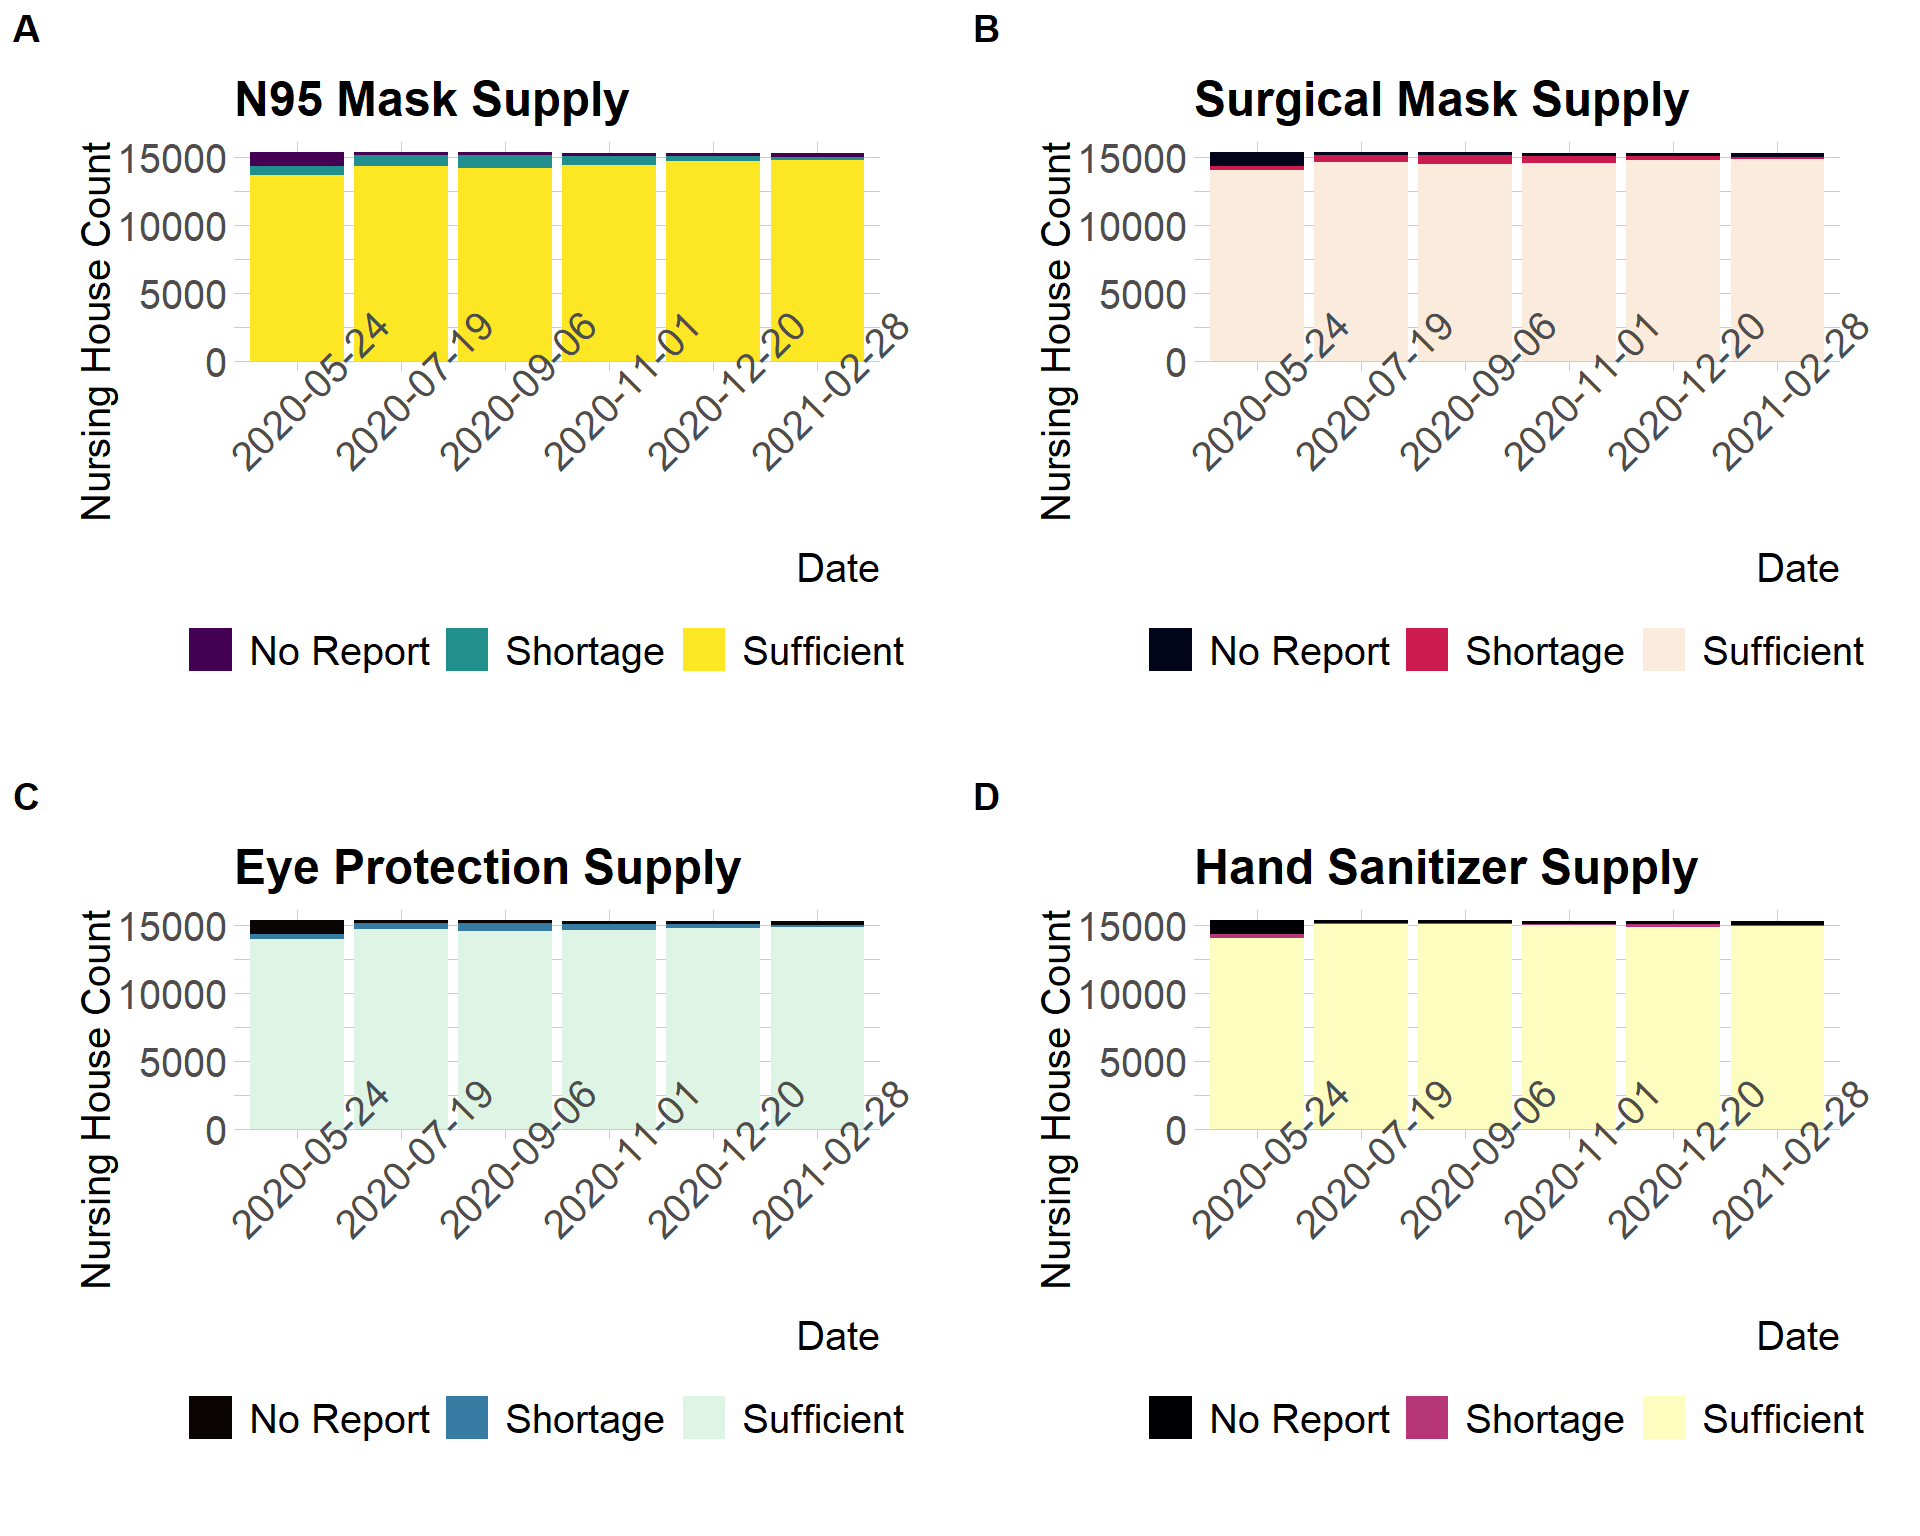 A
N95 Mask Supply
Nursing House Count
15000
10000
5000
0
2020-05-24
2020-07-19
2020-09-06
2020-11-01
2020-12-20
2021-02-28
Date
No Report Shortage Sufficient
B
Surgical Mask Supply
Nursing House Count
15000
10000
5000
0
2020-05-24
2020-07-19
2020-09-06
2020-11-01
2020-12-20
2021-02-28
Date
No Report Shortage Sufficient
C
Eye Protection Supply
Nursing House Count
15000
10000
5000
0
2020-05-24
2020-07-19
2020-09-06
2020-11-01
2020-12-20
2021-02-28
Date
No Report Shortage Sufficient
D
Hand Sanitizer Supply
Nursing House Count
15000
10000
5000
0
2020-05-24
2020-07-19
2020-09-06
2020-11-01
2020-12-20
2021-02-28
Date
No Report Shortage Sufficient